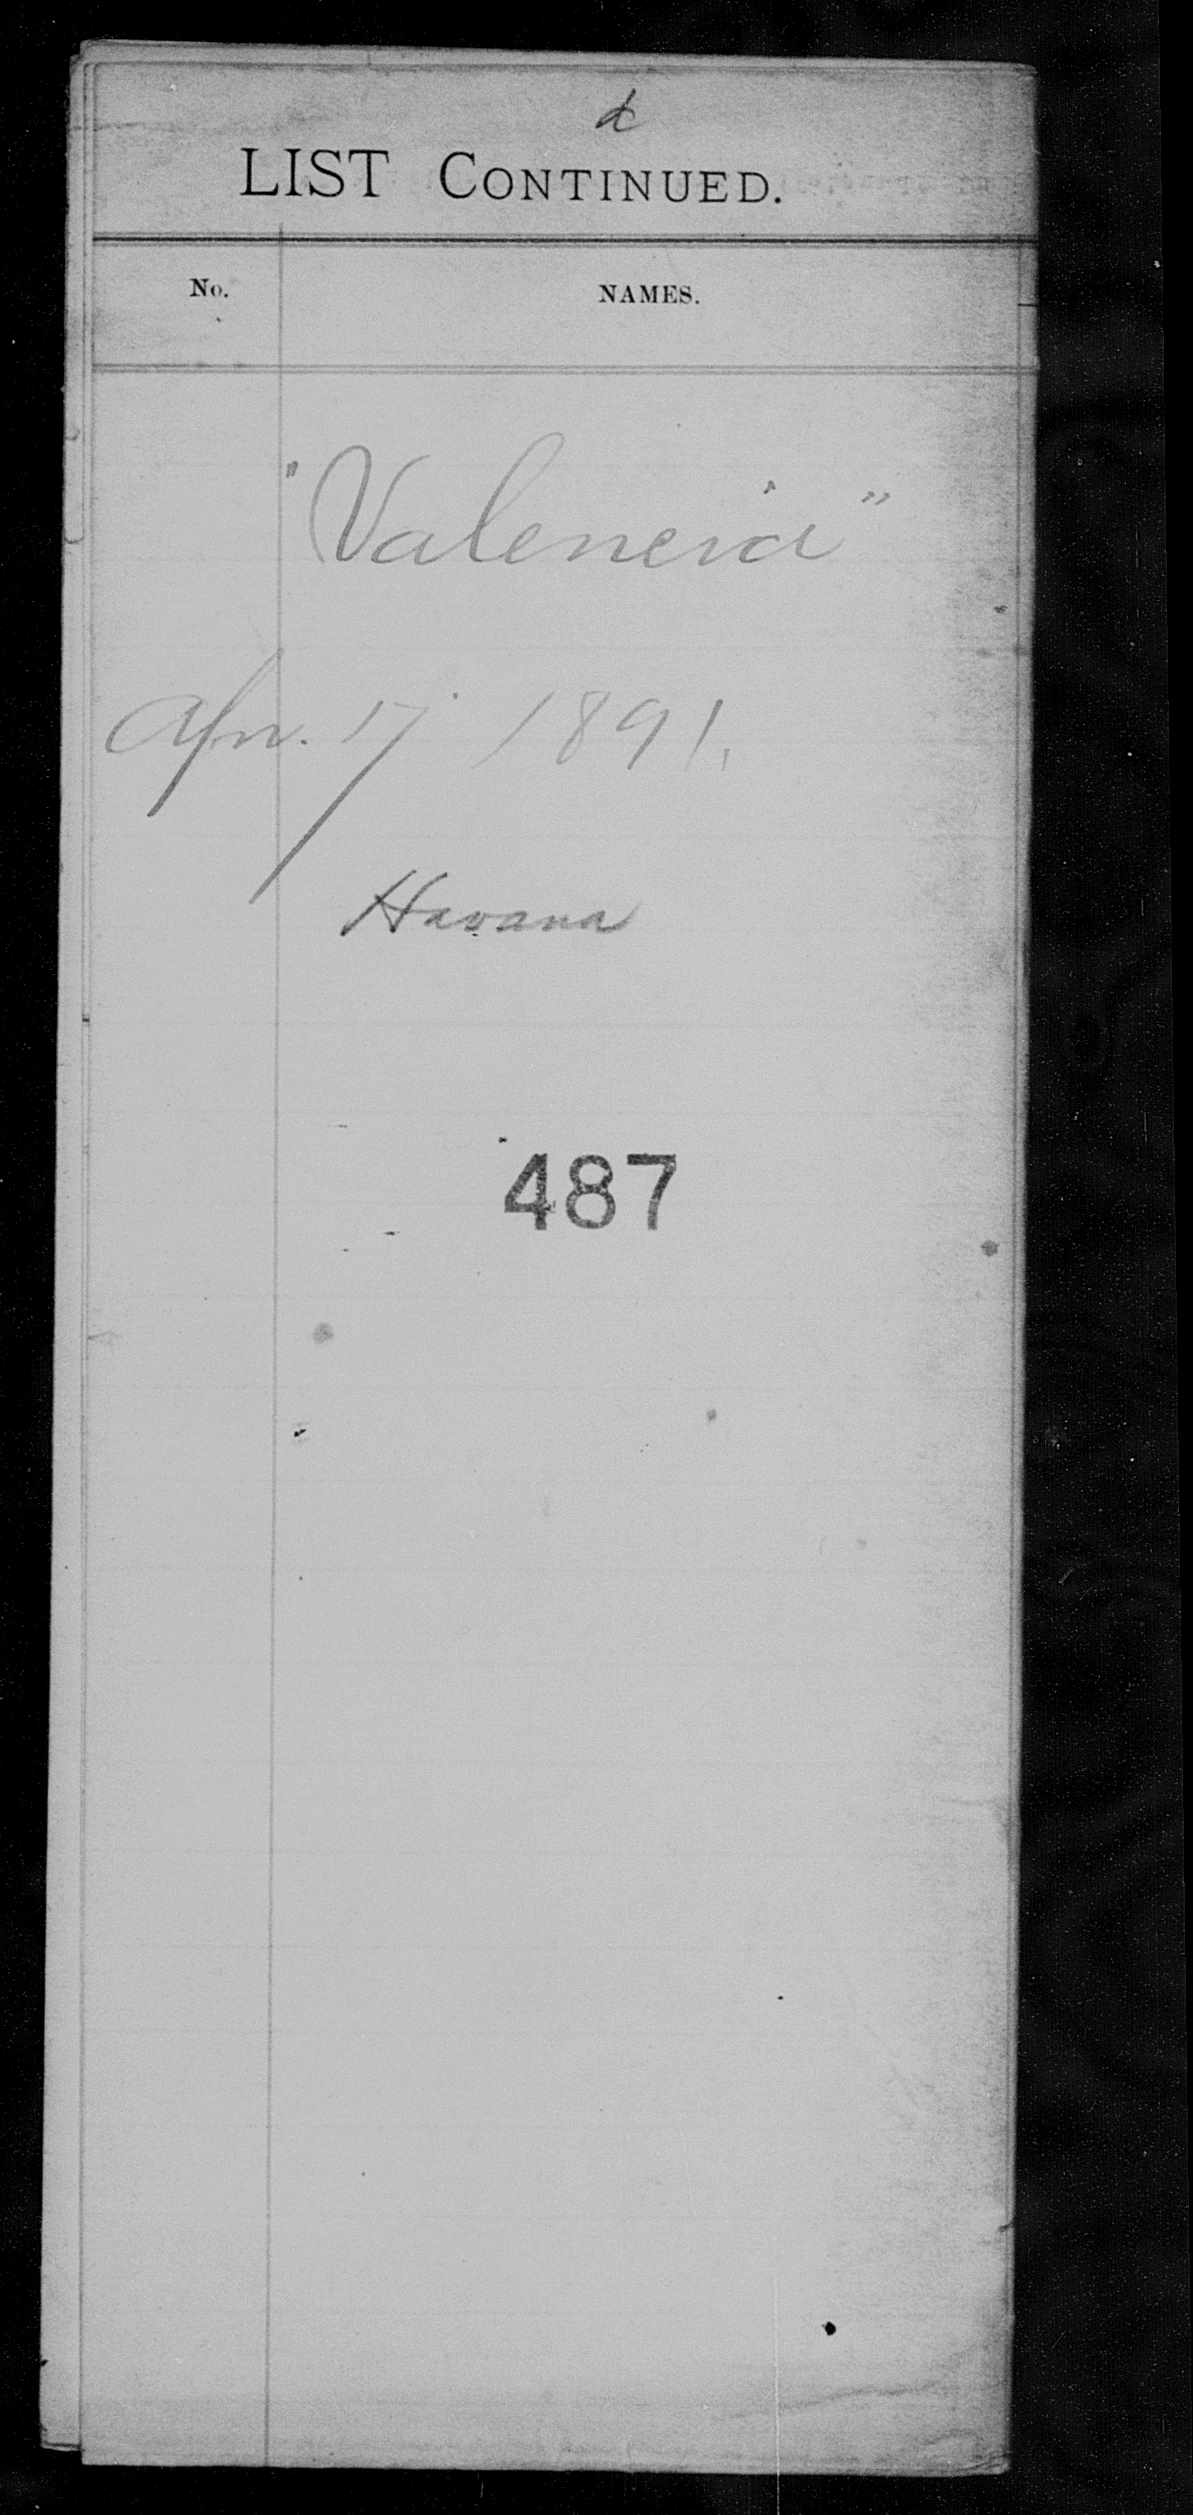 d
LIST CONTINUED.
No. NAMES.
"Valencia"
Apr. 17 1891.
Havana
487